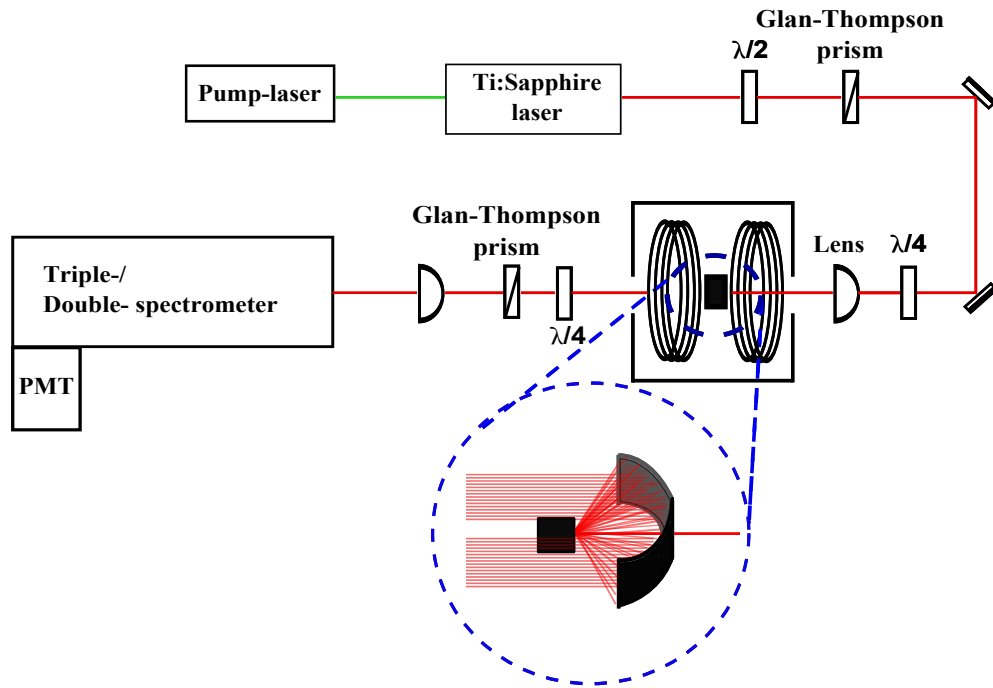 Glan-Thompson
prism
λ/2
Pump-laser
Ti:Sapphire
laser
Glan-Thompson
prism
Lens
λ/4
Triple-/
Double- spectrometer
λ/4
PMT